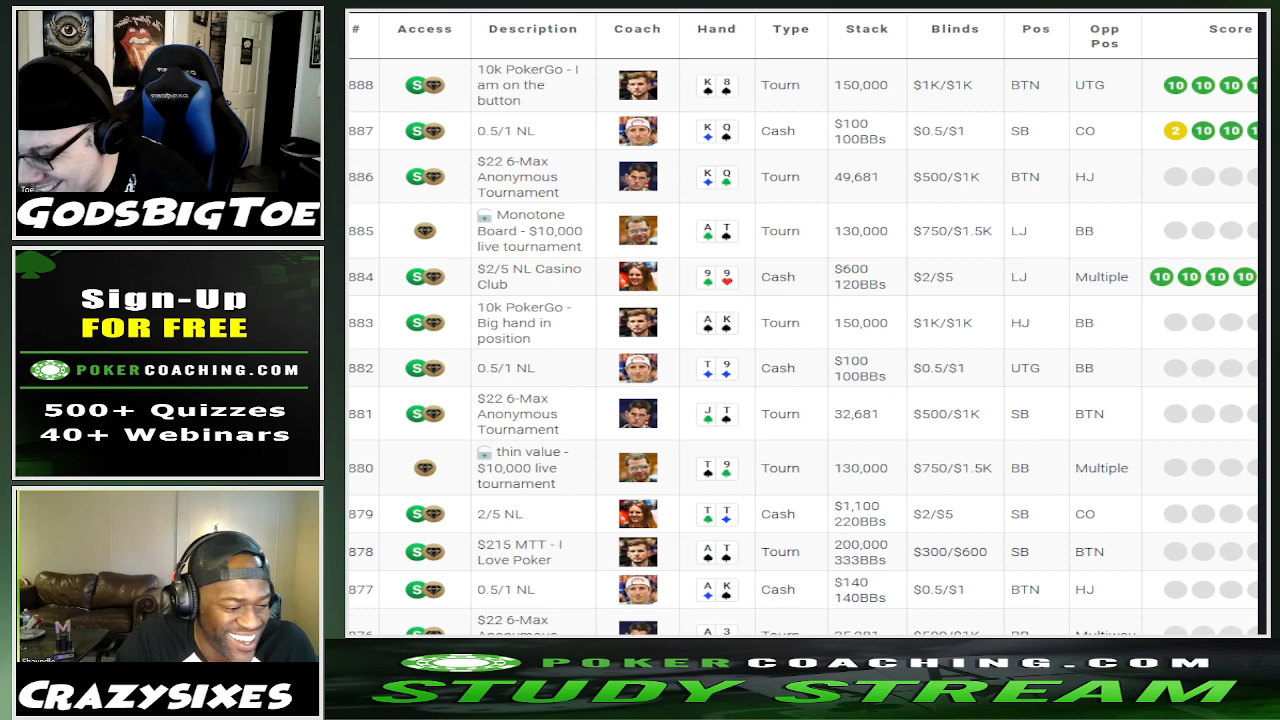 The Rolling Stones
Toe
GODSBIGTOE
Sign-Up
FOR FREE
POKERCOACHING.COM
500+ Quizzes
40+ Webinars
Shaundle
CRAZYSIXES
# Access Description Coach Hand Type Stack Blinds Pos Opp Pos Score
888 S 10k PokerGo - I am on the button K 8 Tourn 150,000 $1K/$1K BTN UTG 10 10 10
887 S 0.5/1 NL K Q Cash $100 100BBs $0.5/$1 SB CO 2 10 10
886 S $22 6-Max Anonymous Tournament K Q Tourn 49,681 $500/$1K BTN HJ
885 Monotone Board - $10,000 live tournament A T Tourn 130,000 $750/$1.5K LJ BB
884 S $2/5 NL Casino Club 9 9 Cash $600 120BBs $2/$5 LJ Multiple 10 10 10 10
883 S 10k PokerGo - Big hand in position A K Tourn 150,000 $1K/$1K HJ BB
882 S 0.5/1 NL T 9 Cash $100 100BBs $0.5/$1 UTG BB
881 S $22 6-Max Anonymous Tournament J T Tourn 32,681 $500/$1K SB BTN
880 thin value - $10,000 live tournament T 9 Tourn 130,000 $750/$1.5K BB Multiple
879 S 2/5 NL T T Cash $1,100 220BBs $2/$5 SB CO
878 S $215 MTT - I Love Poker A T Tourn 200,000 333BBs $300/$600 SB BTN
877 S 0.5/1 NL A K Cash $140 140BBs $0.5/$1 BTN HJ
$22 6-Max A 3
POKERCOACHING.COM
STUDY STREAM